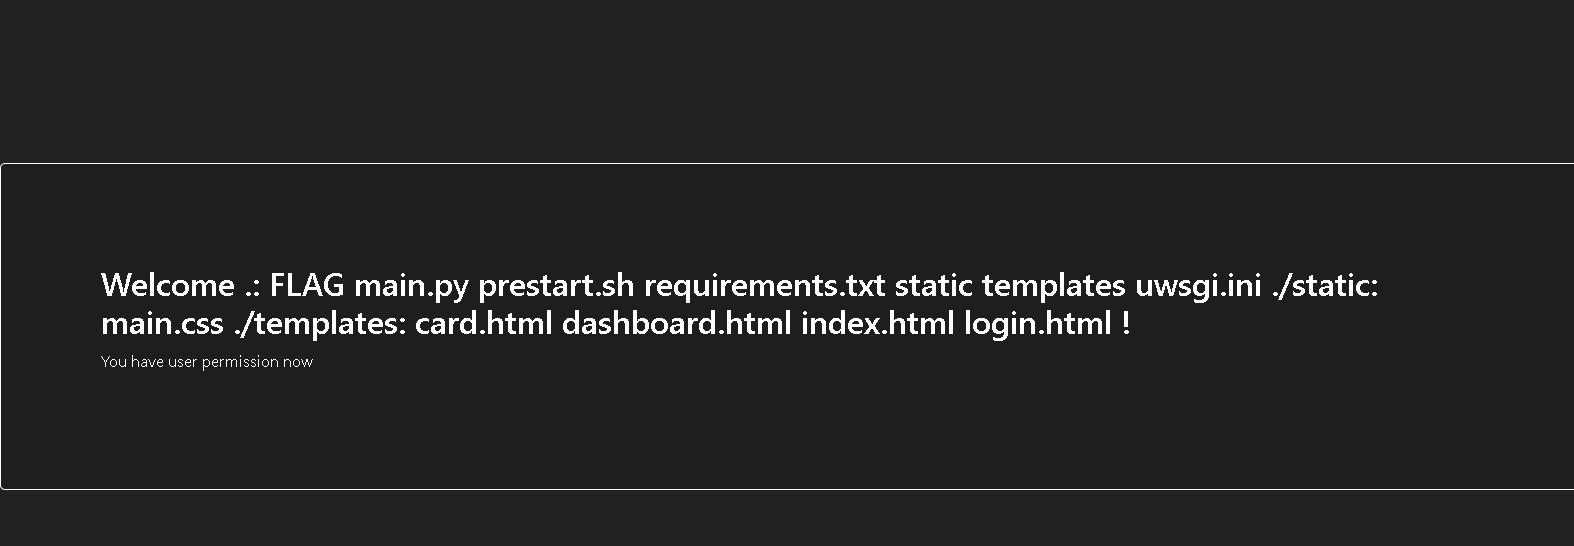 Welcome .: FLAG main.py prestart.sh requirements.txt static templates uwsgi.ini ./static:
main.css ./templates: card.html dashboard.html index.html login.html !
You have user permission now